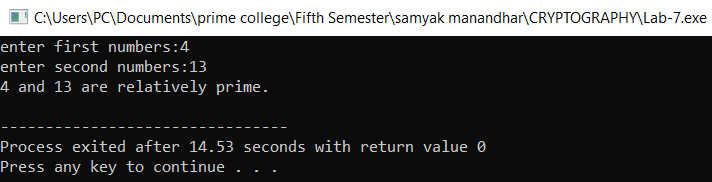 C:\Users\PC\Documents\prime college\Fifth Semester\samyak manandhar\CRYPTOGRAPHY\Lab-7.exe
enter first numbers:4
enter second numbers:13
4 and 13 are relatively prime.
--------------------------------
Process exited after 14.53 seconds with return value 0
Press any key to continue . . .